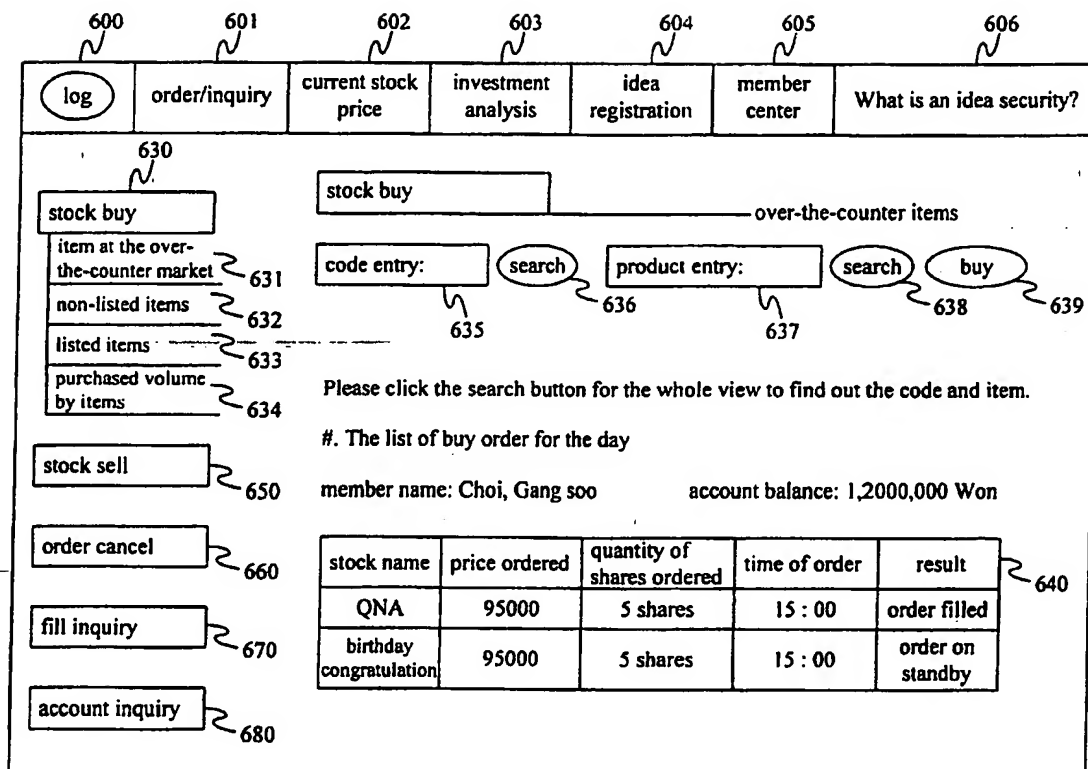 600 601 602 603 604 605 606
log order/inquiry current stock price investment analysis idea registration member center What is an idea security?
630
stock buy
item at the over-
the-counter market
631
non-listed items
632
listed items
633
purchased volume
by items
634
stock sell
650
order cancel
660
fill inquiry
670
account inquiry
680
stock buy
over-the-counter items
code entry: search product entry: search buy
635 636 637 638 639
Please click the search button for the whole view to find out the code and item.
#. The list of buy order for the day
member name: Choi, Gang soo account balance: 1,2000,000 Won
stock name price ordered quantity of shares ordered time of order result
640
QNA 95000 5 shares 15 : 00 order filled
birthday congratulation 95000 5 shares 15 : 00 order on standby